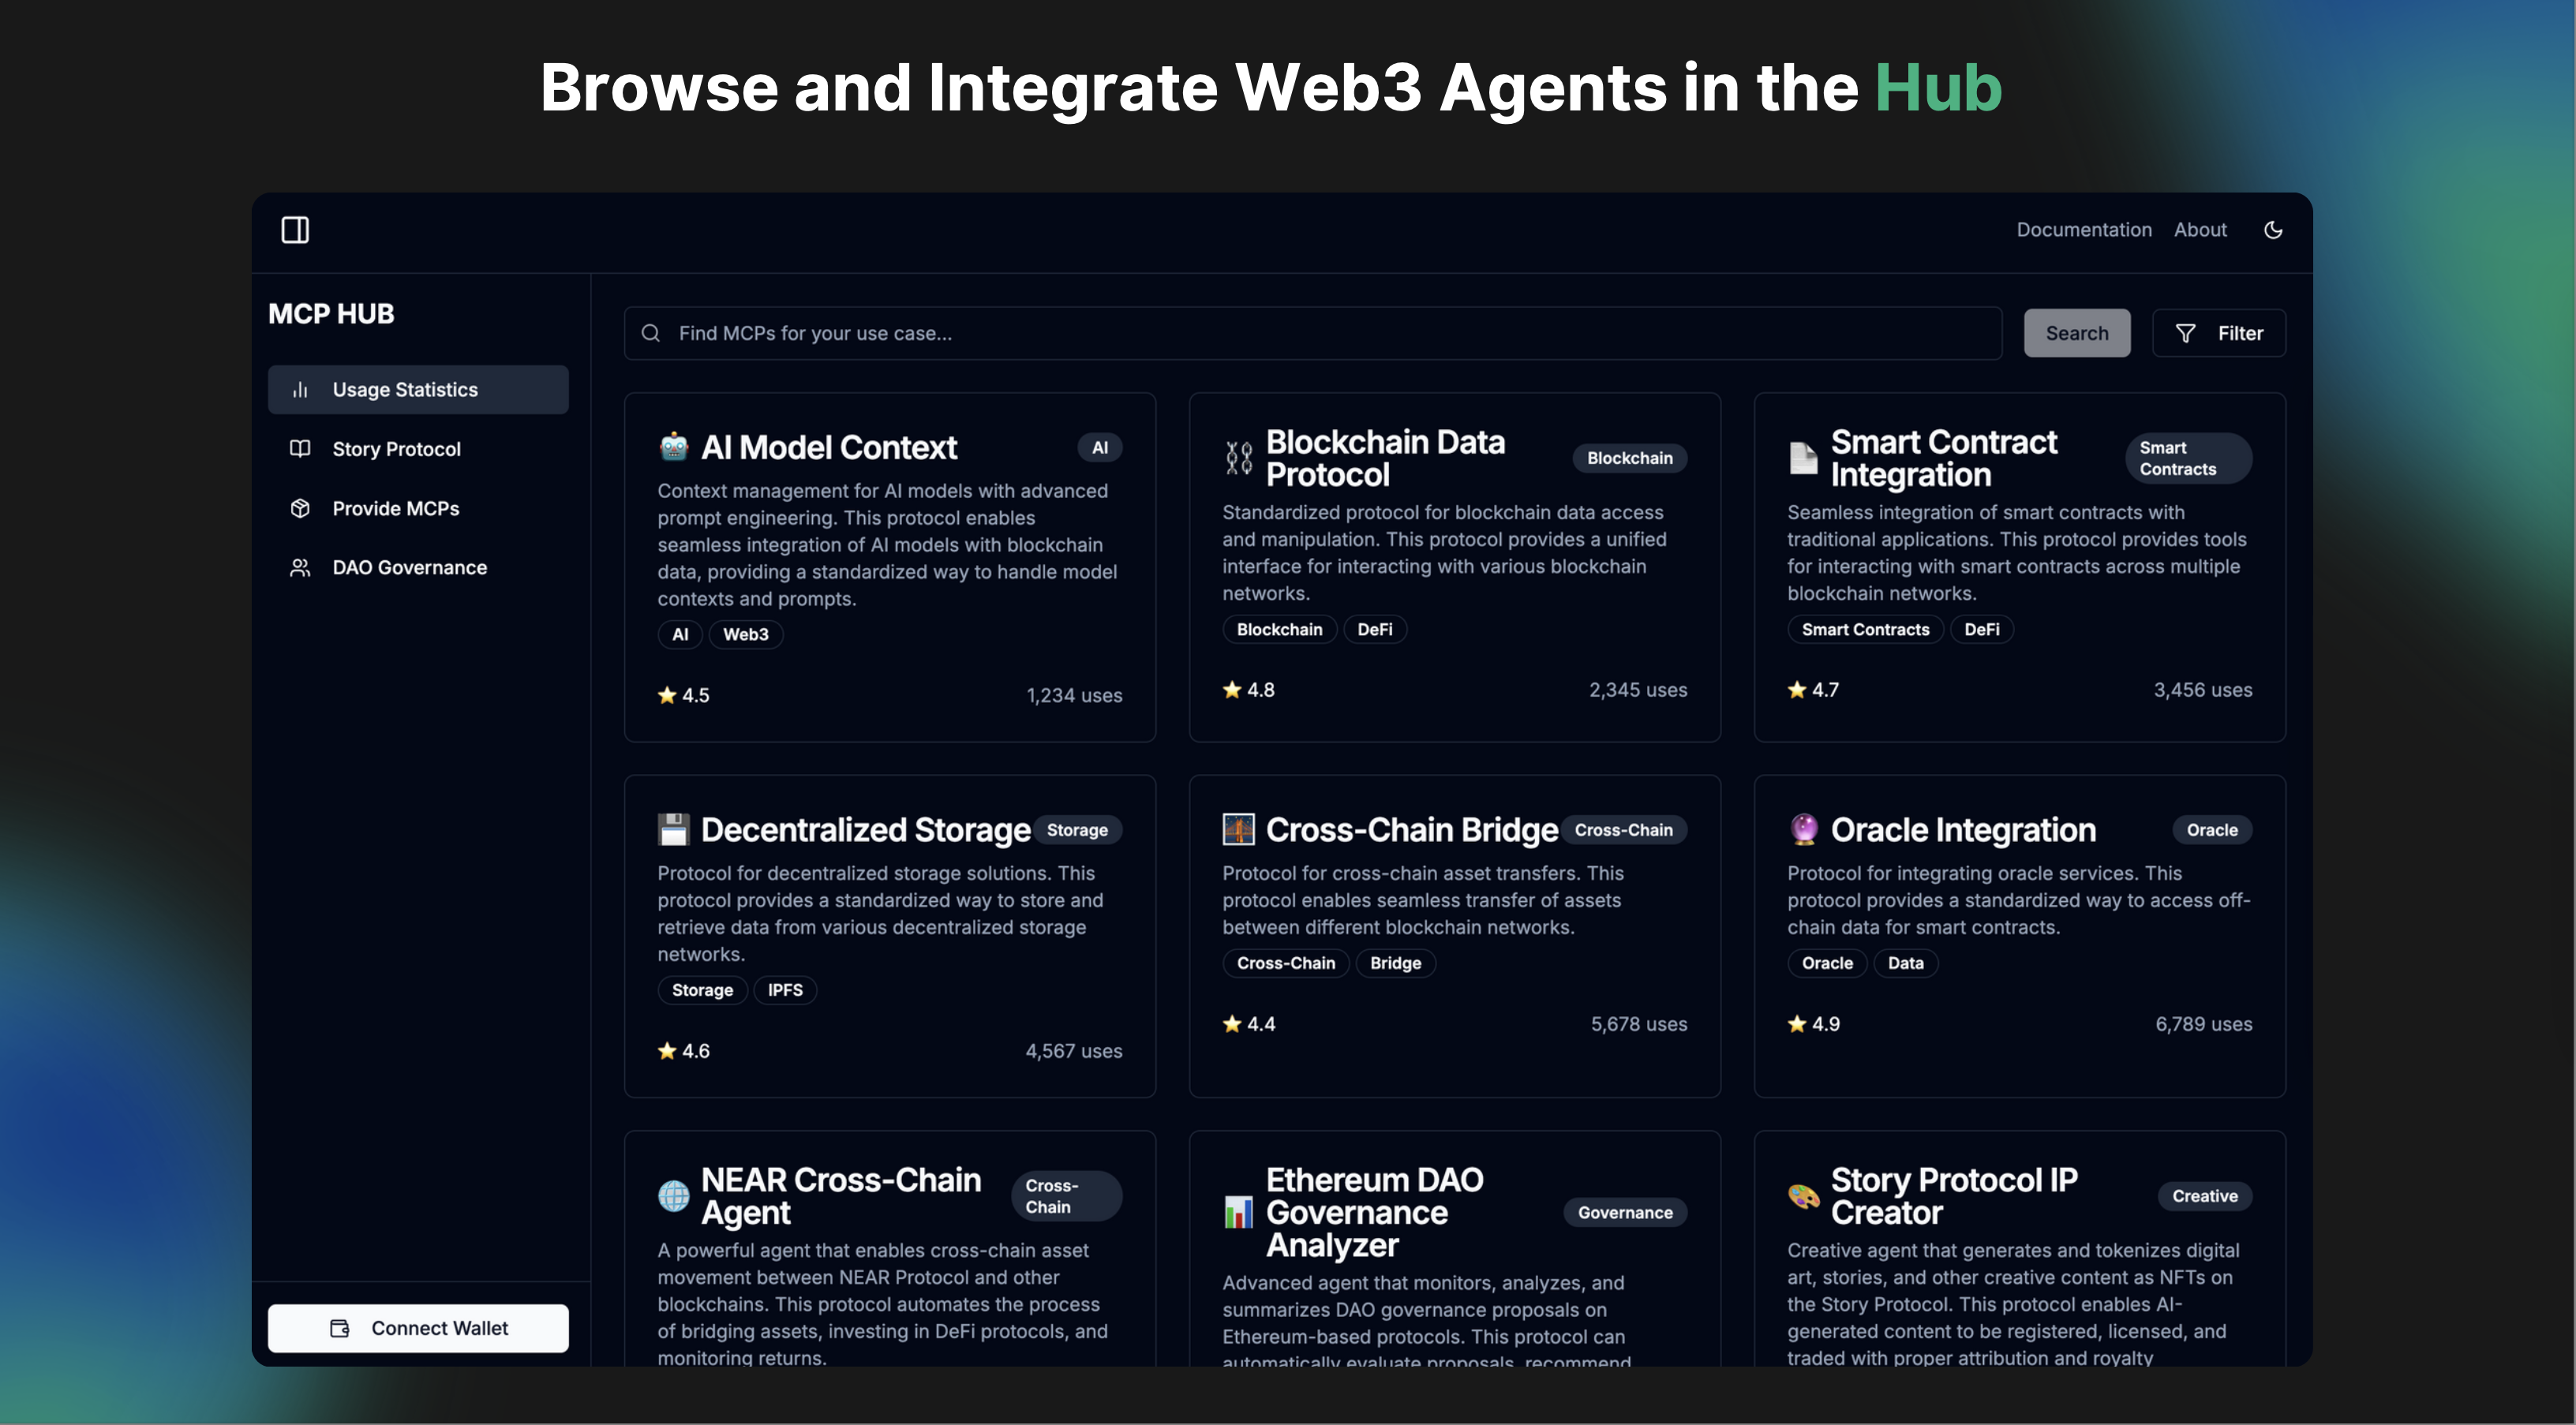 Browse and Integrate Web3 Agents in the Hub
Documentation
About
MCP HUB
Usage Statistics
Story Protocol
Provide MCPs
DAO Governance
Connect Wallet
Find MCPs for your use case...
Search
Filter
AI Model Context
AI
Context management for AI models with advanced
prompt engineering. This protocol enables
seamless integration of AI models with blockchain
data, providing a standardized way to handle model
contexts and prompts.
AI
Web3
4.5
1,234 uses
Blockchain Data
Protocol
Blockchain
Standardized protocol for blockchain data access
and manipulation. This protocol provides a unified
interface for interacting with various blockchain
networks.
Blockchain
DeFi
4.8
2,345 uses
Smart Contract
Integration
Smart
Contracts
Seamless integration of smart contracts with
traditional applications. This protocol provides tools
for interacting with smart contracts across multiple
blockchain networks.
Smart Contracts
DeFi
4.7
3,456 uses
Decentralized Storage
Storage
Protocol for decentralized storage solutions. This
protocol provides a standardized way to store and
retrieve data from various decentralized storage
networks.
Storage
IPFS
4.6
4,567 uses
Cross-Chain Bridge
Cross-Chain
Protocol for cross-chain asset transfers. This
protocol enables seamless transfer of assets
between different blockchain networks.
Cross-Chain
Bridge
4.4
5,678 uses
Oracle Integration
Oracle
Protocol for integrating oracle services. This
protocol provides a standardized way to access off-
chain data for smart contracts.
Oracle
Data
4.9
6,789 uses
NEAR Cross-Chain
Agent
Cross-
Chain
A powerful agent that enables cross-chain asset
movement between NEAR Protocol and other
blockchains. This protocol automates the process
of bridging assets, investing in DeFi protocols, and
monitoring returns.
Ethereum DAO
Governance
Analyzer
Governance
Advanced agent that monitors, analyzes, and
summarizes DAO governance proposals on
Ethereum-based protocols. This protocol can
automatically evaluate proposals, recommend
Story Protocol IP
Creator
Creative
Creative agent that generates and tokenizes digital
art, stories, and other creative content as NFTs on
the Story Protocol. This protocol enables AI-
generated content to be registered, licensed, and
traded with proper attribution and royalty